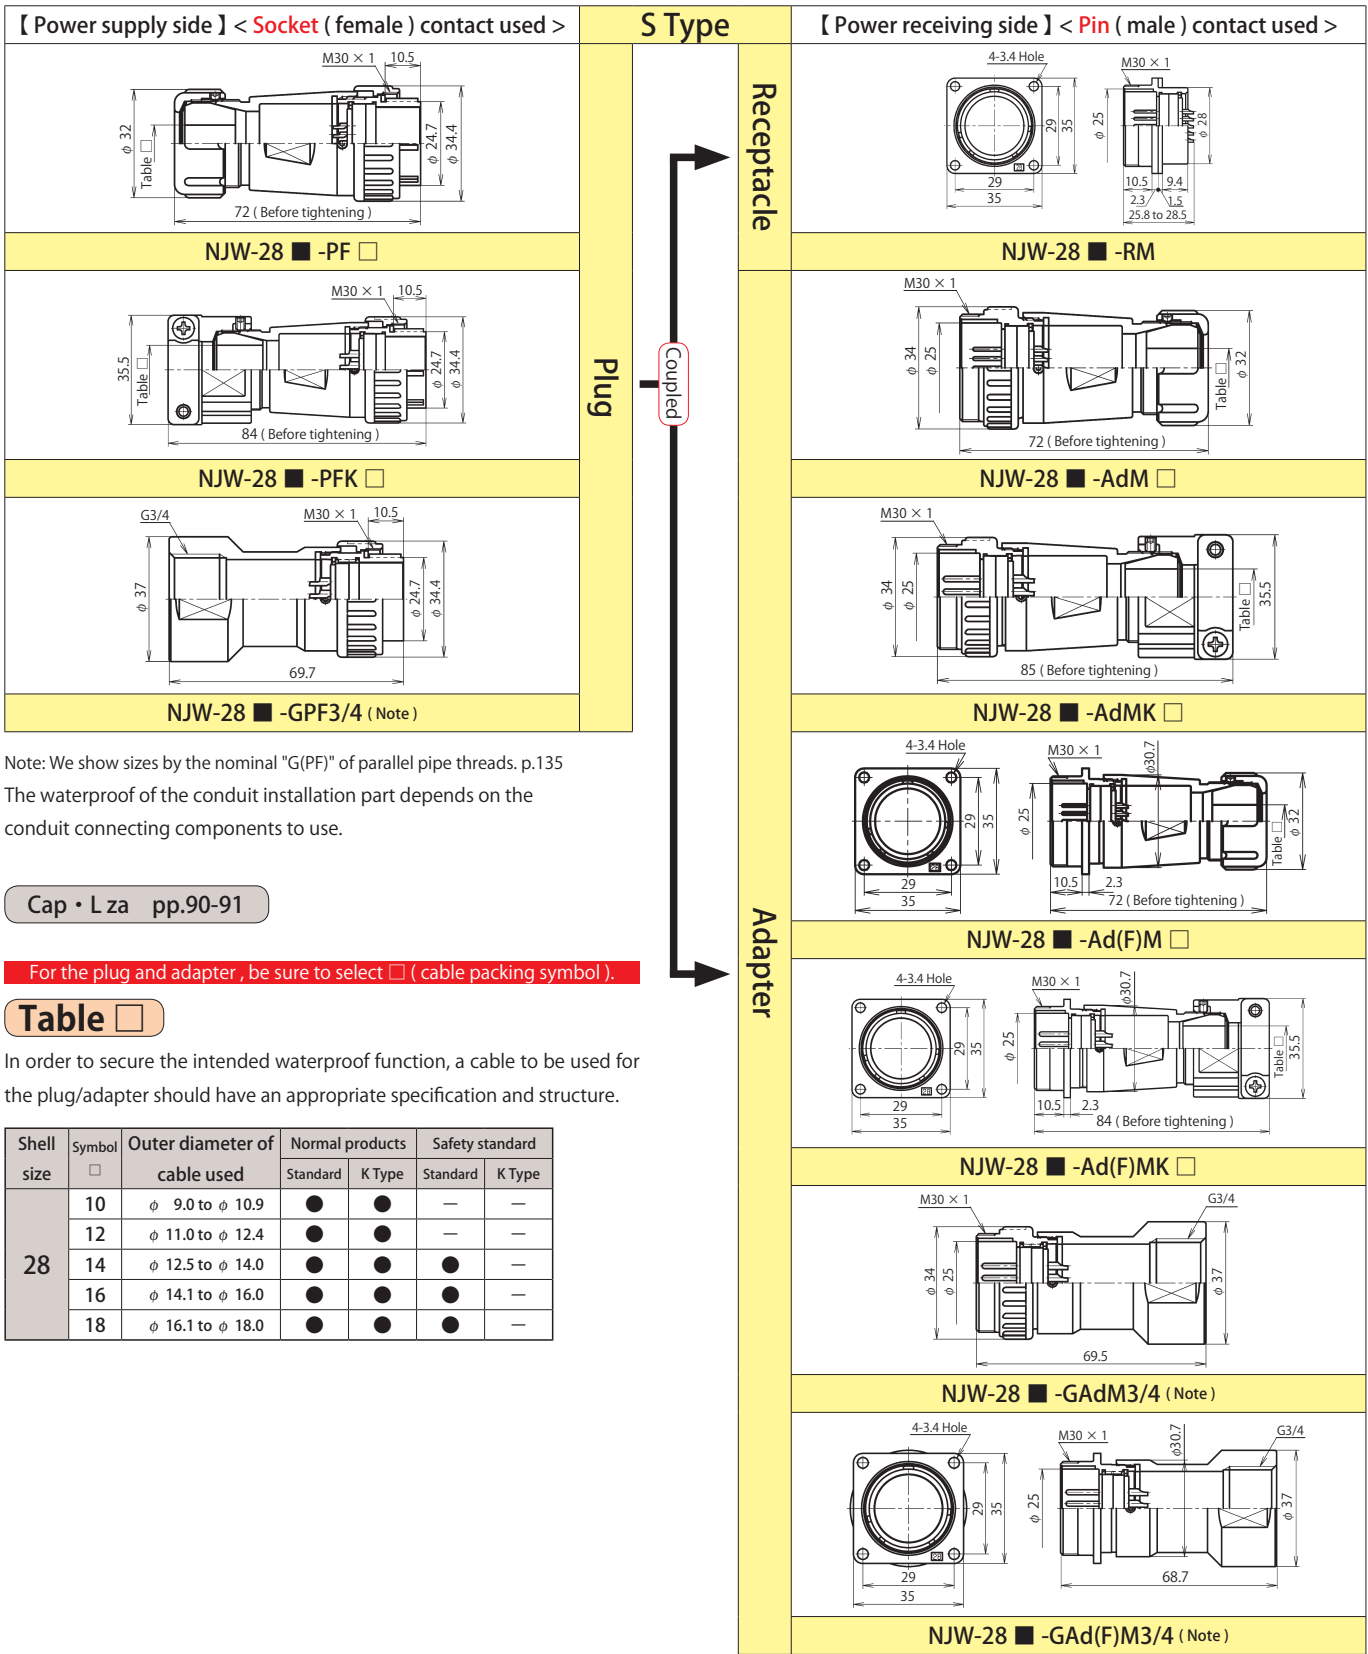 【 Power supply side 】 < Socket ( female ) contact used >
S Type
【 Power receiving side 】 < Pin ( male ) contact used >
M30 × 1
10.5
φ 32
Table □
φ 24.7
φ 34.4
72 ( Before tightening )
NJW-28 ■ -PF □
M30 × 1
10.5
35.5
Table □
φ 24.7
φ 34.4
84 ( Before tightening )
NJW-28 ■ -PFK □
G3/4
M30 × 1
10.5
φ 37
φ 24.7
φ 34.4
69.7
NJW-28 ■ -GPF3/4 ( Note )
Plug
Coupled
Receptacle
Adapter
4-3.4 Hole
M30 × 1
29
35
φ 25
φ 28
29
35
10.5
9.4
2.3
1.5
25.8 to 28.5
NJW-28 ■ -RM
M30 × 1
φ 34
φ 25
Table □
φ 32
72 ( Before tightening )
NJW-28 ■ -AdM □
M30 × 1
φ 34
φ 25
Table □
35.5
85 ( Before tightening )
NJW-28 ■ -AdMK □
4-3.4 Hole
M30 × 1
φ30.7
29
35
φ 25
Table □
φ 32
29
35
10.5
2.3
72 ( Before tightening )
NJW-28 ■ -Ad(F)M □
4-3.4 Hole
M30 × 1
φ30.7
29
35
φ 25
Table □
35.5
29
35
10.5
2.3
84 ( Before tightening )
NJW-28 ■ -Ad(F)MK □
M30 × 1
G3/4
φ 34
φ 25
φ 37
69.5
NJW-28 ■ -GAdM3/4 ( Note )
4-3.4 Hole
M30 × 1
φ30.7
G3/4
29
35
φ 25
φ 37
28
29
35
68.7
NJW-28 ■ -GAd(F)M3/4 ( Note )
Note: We show sizes by the nominal "G(PF)" of parallel pipe threads. p.135
The waterproof of the conduit installation part depends on the
conduit connecting components to use.
Cap・L za pp.90-91
For the plug and adapter , be sure to select □ ( cable packing symbol ).
Table □
In order to secure the intended waterproof function, a cable to be used for
the plug/adapter should have an appropriate specification and structure.
Shell size
Symbol □
Outer diameter of cable used
Normal products
Safety standard
Standard K Type Standard K Type
28
10 φ 9.0 to φ 10.9 ● ● — —
12 φ 11.0 to φ 12.4 ● ● — —
14 φ 12.5 to φ 14.0 ● ● ● —
16 φ 14.1 to φ 16.0 ● ● ● —
18 φ 16.1 to φ 18.0 ● ● ● —